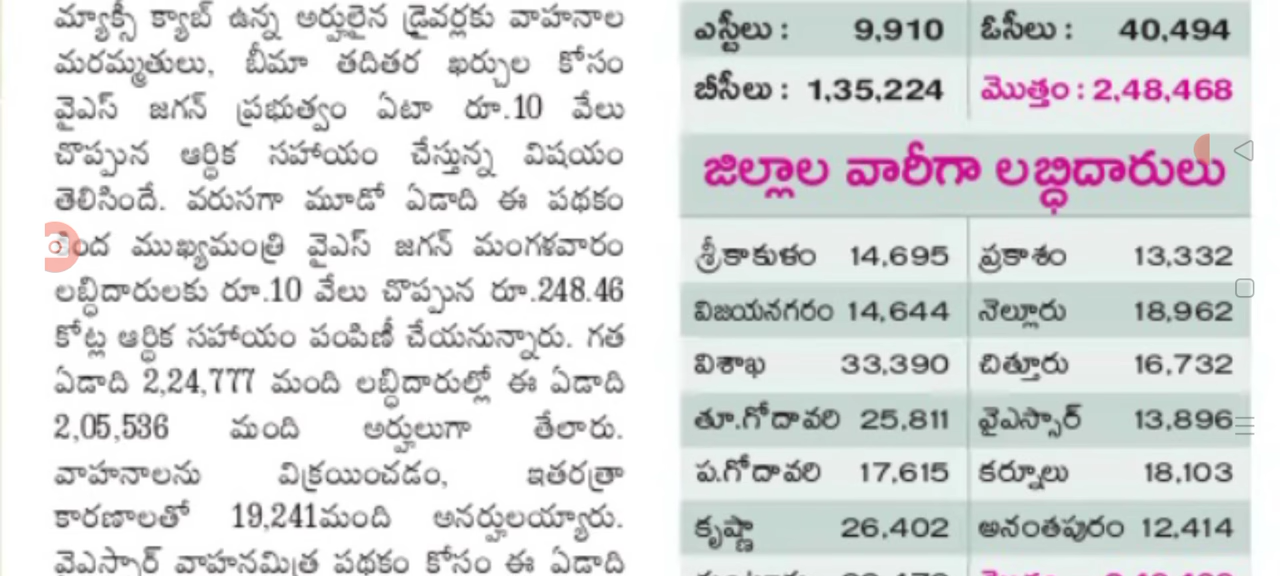 మ్యాక్సీ క్యాబ్ ఉన్న అర్హులైన డ్రైవర్లకు వాహనాల
మరమ్మతులు, బీమా తదితర ఖర్చుల కోసం
వైఎస్ జగన్ ప్రభుత్వం ఏటా రూ.10 వేలు
చొప్పున ఆర్థిక సహాయం చేస్తున్న విషయం
తెలిసిందే. వరుసగా మూడో ఏడాది ఈ పథకం
కింద ముఖ్యమంత్రి వైఎస్ జగన్ మంగళవారం
లబ్ధిదారులకు రూ.10 వేలు చొప్పున రూ.248.46
కోట్ల ఆర్థిక సహాయం పంపిణీ చేయనున్నారు. గత
ఏడాది 2,24,777 మంది లబ్ధిదారుల్లో ఈ ఏడాది
2,05,536 మంది అర్హులుగా తేలారు.
వాహనాలను విక్రయించడం, ఇతరత్రా
కారణాలతో 19,241మంది అనర్హులయ్యారు.
వైఎస్సార్ వాహనమిత్ర పథకం కోసం ఈ ఏడాది
ఎస్టీలు : 9,910 ఓసీలు : 40,494
బీసీలు : 1,35,224 మొత్తం : 2,48,468
జిల్లాల వారీగా లబ్ధిదారులు
శ్రీకాకుళం 14,695 ప్రకాశం 13,332
విజయనగరం 14,644 నెల్లూరు 18,962
విశాఖ 33,390 చిత్తూరు 16,732
తూ.గోదావరి 25,811 వైఎస్సార్ 13,896
ప.గోదావరి 17,615 కర్నూలు 18,103
కృష్ణా 26,402 అనంతపురం 12,414